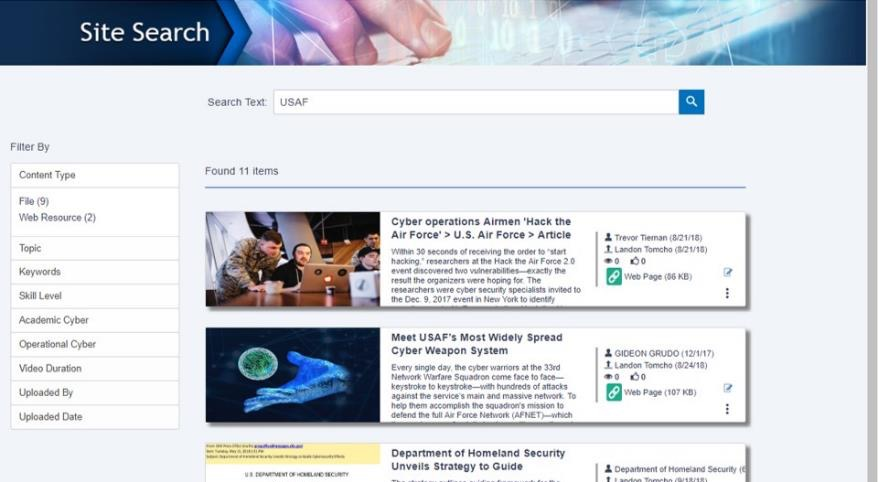 Site Search
Search Text: USAF
Filter By
Content Type
File (9)
Web Resource (2)
Topic
Keywords
Skill Level
Academic Cyber
Operational Cyber
Video Duration
Uploaded By
Uploaded Date
Found 11 items
Cyber operations Airmen 'Hack the
Air Force' > U.S. Air Force > Article
Within 30 seconds of receiving the order to "start
hacking," researchers at the Hack the Air Force 2.0
event discovered two vulnerabilities—exactly the
result the organizers were hoping for. The
researchers were cyber security specialists invited to
the Dec. 9, 2017 event in New York to identify
Trevor Tiernan (8/21/18)
Landon Tomcho (8/21/18)
0 0
Web Page (86 KB)
Meet USAF's Most Widely Spread
Cyber Weapon System
Every single day, the cyber warriors at the 33rd
Network Warfare Squadron come face to face—
keystroke to keystroke—with hundreds of attacks
against the service's main and massive network. To
help them accomplish the squadron's mission to
defend the full Air Force Network (AFNET)—which
GIDEON GRUDO (12/1/17)
Landon Tomcho (8/24/18)
0 0
Web Page (107 KB)
U.S. DEPARTMENT OF HOMELAND SECURITY
Department of Homeland Security
Unveils Strategy to Guide
The strategy outlines guiding framework for the
Department of Homeland Security (6
Landon Tomcho (9/18/18)